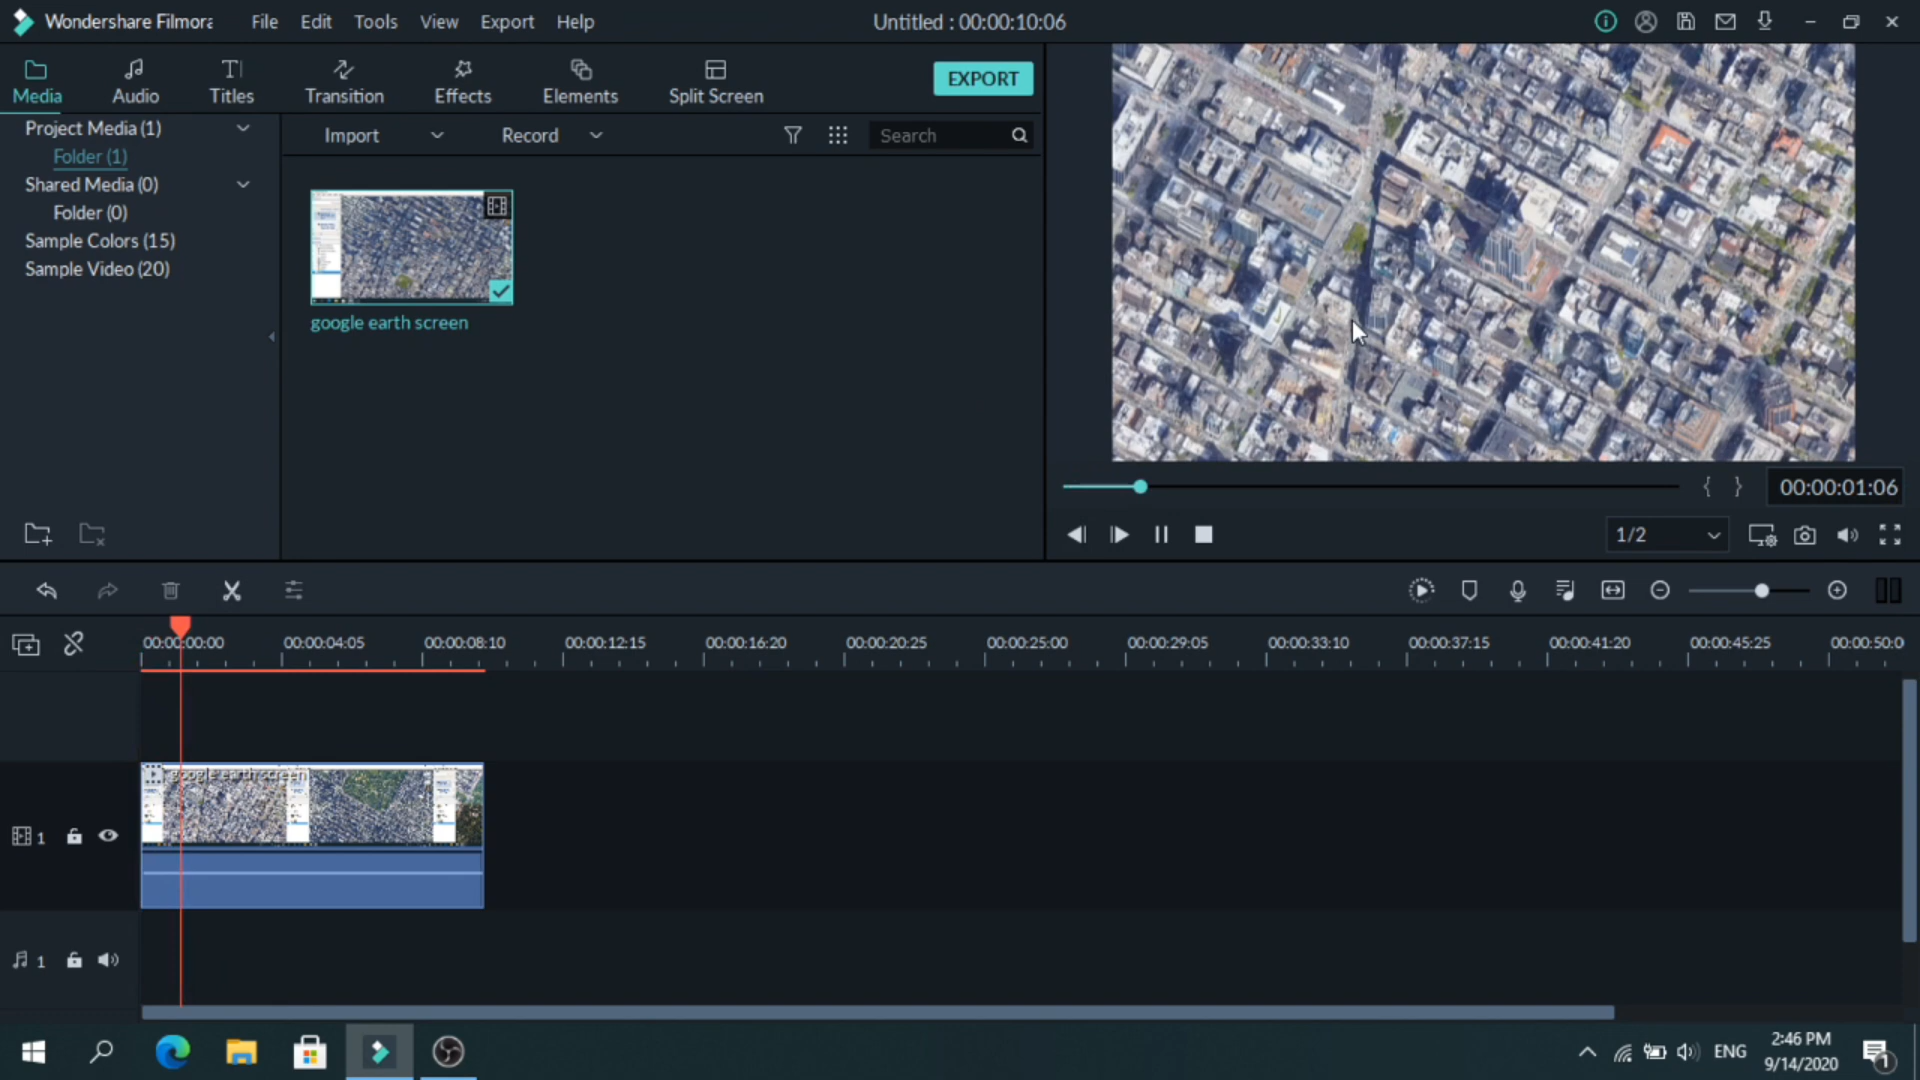 Wondershare Filmora File Edit Tools View Export Help Untitled : 00:00:10:06
Media Audio Titles Transition Effects Elements Split Screen EXPORT
Project Media (1) Import Record Search
Folder (1)
Shared Media (0)
Folder (0)
Sample Colors (15)
Sample Video (20)
google earth screen
00:00:01:06
1/2
00:00:00:00 00:00:04:05 00:00:08:10 00:00:12:15 00:00:16:20 00:00:20:25 00:00:25:00 00:00:29:05 00:00:33:10 00:00:37:15 00:00:41:20 00:00:45:25 00:00:50:0
google earth screen
1
1
ENG 2:46 PM
9/14/2020
1